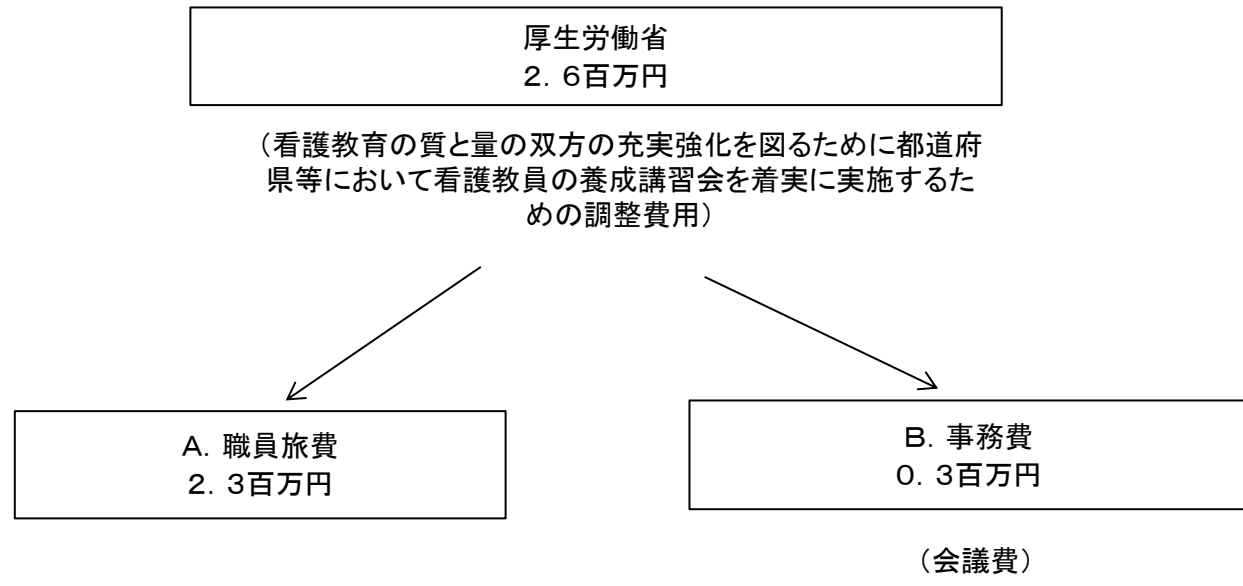 厚生労働省
2．6百万円
（看護教育の質と量の双方の充実強化を図るために都道府
県等において看護教員の養成講習会を着実に実施するた
めの調整費用）
A．職員旅費
2．3百万円
B．事務費
0．3百万円
（会議費）